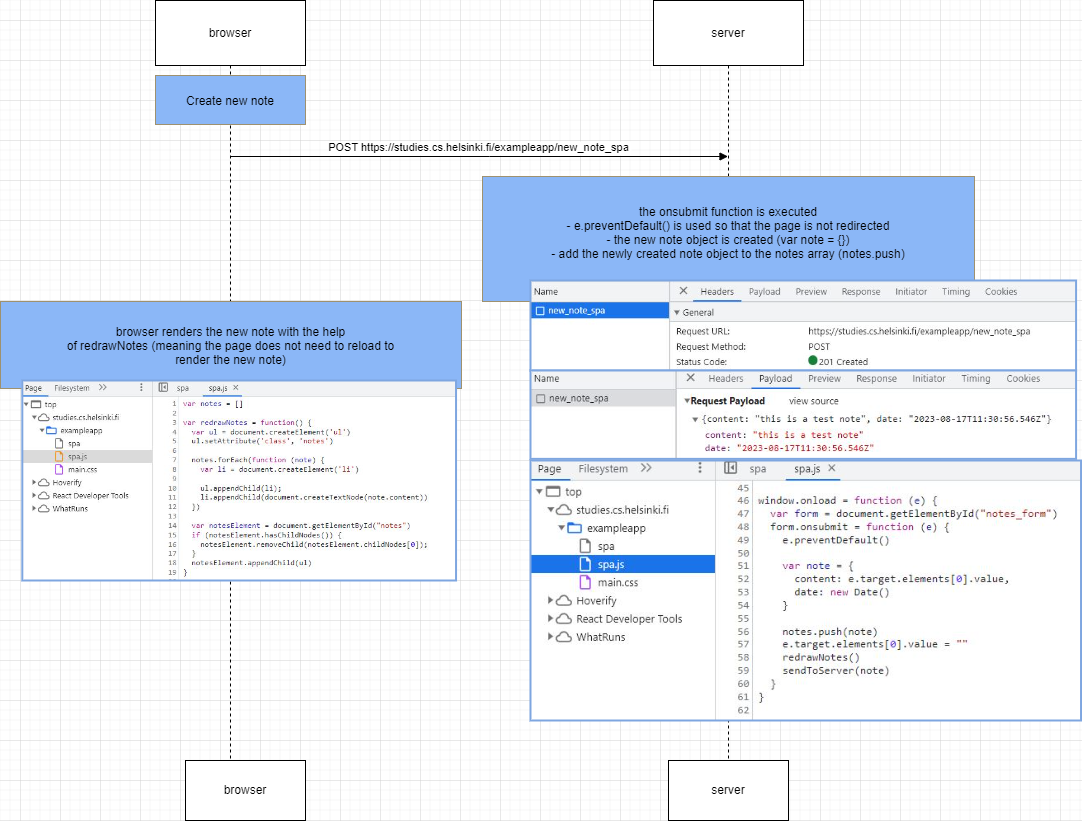 browser
server
Create new note
POST https://studies.cs.helsinki.fi/exampleapp/new_note_spa
the onsubmit function is executed
- e.preventDefault() is used so that the page is not redirected
- the new note object is created (var note = {})
- add the newly created note object to the notes array (notes.push)
Name
Headers Payload Preview Response Initiator Timing Cookies
new_note_spa
General
Request URL: https://studies.cs.helsinki.fi/exampleapp/new_note_spa
Request Method: POST
Status Code: 201 Created
Name
Headers Payload Preview Response Initiator Timing Cookies
new_note_spa
Request Payload view source
{content: "this is a test note", date: "2023-08-17T11:30:56.546Z"}
content: "this is a test note"
date: "2023-08-17T11:30:56.546Z"
browser renders the new note with the help
of redrawNotes (meaning the page does not need to reload to
render the new note)
Page Filesystem >>
spa spa.js
top
studies.cs.helsinki.fi
exampleapp
spa
spa.js
main.css
Hoverify
React Developer Tools
WhatRuns
1 var notes = []
2
3 var redrawNotes = function() {
4 var ul = document.createElement('ul')
5 ul.setAttribute('class', 'notes')
6
7 notes.forEach(function (note) {
8 var li = document.createElement('li')
9
10 ul.appendChild(li);
11 li.appendChild(document.createTextNode(note.content))
12 })
13
14 var notesElement = document.getElementById("notes")
15 if (notesElement.hasChildNodes()) {
16 notesElement.removeChild(notesElement.childNodes[0]);
17 }
18 notesElement.appendChild(ul)
19 }
Page Filesystem >>
spa spa.js
top
studies.cs.helsinki.fi
exampleapp
spa
spa.js
main.css
Hoverify
React Developer Tools
WhatRuns
45
46 window.onload = function (e) {
47 var form = document.getElementById("notes_form")
48 form.onsubmit = function (e) {
49 e.preventDefault()
50
51 var note = {
52 content: e.target.elements[0].value,
53 date: new Date()
54 }
55
56 notes.push(note)
57 e.target.elements[0].value = ""
58 redrawNotes()
59 sendToServer(note)
60 }
61 }
62
browser
server